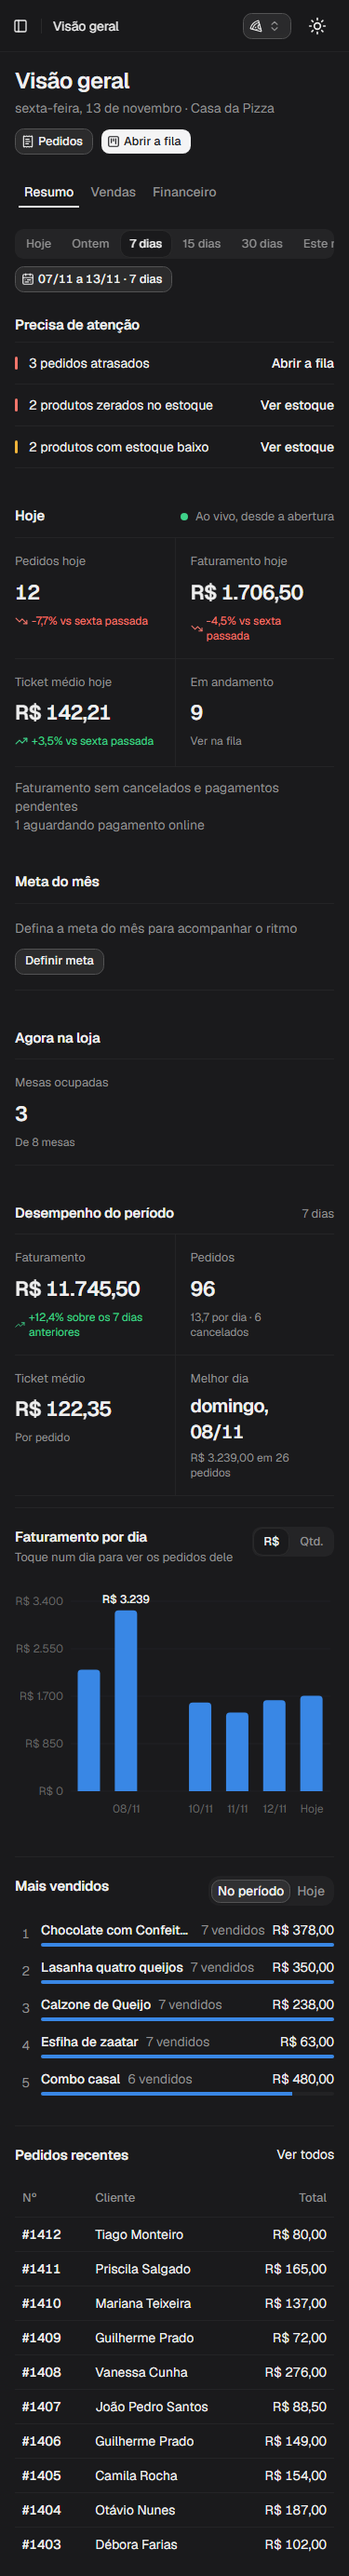 Visão geral
Visão geral
sexta-feira, 13 de novembro · Casa da Pizza
Pedidos
Abrir a fila
Resumo Vendas Financeiro
Hoje Ontem 7 dias 15 dias 30 dias Este
07/11 a 13/11 · 7 dias
Precisa de atenção
3 pedidos atrasados Abrir a fila
2 produtos zerados no estoque Ver estoque
2 produtos com estoque baixo Ver estoque
Hoje Ao vivo, desde a abertura
Pedidos hoje
12
-7,7% vs sexta passada
Faturamento hoje
R$ 1.706,50
-4,5% vs sexta
passada
Ticket médio hoje
R$ 142,21
+3,5% vs sexta passada
Em andamento
9
Ver na fila
Faturamento sem cancelados e pagamentos
pendentes
1 aguardando pagamento online
Meta do mês
Defina a meta do mês para acompanhar o ritmo
Definir meta
Agora na loja
Mesas ocupadas
3
De 8 mesas
Desempenho do período 7 dias
Faturamento
R$ 11.745,50
+12,4% sobre os 7 dias
anteriores
Pedidos
96
13,7 por dia · 6
cancelados
Ticket médio
R$ 122,35
Por pedido
Melhor dia
domingo,
08/11
R$ 3.239,00 em 26
pedidos
Faturamento por dia
Toque num dia para ver os pedidos dele
R$ Qtd.
R$ 3.239
R$ 3.400
R$ 2.550
R$ 1.700
R$ 850
R$ 0
08/11 10/11 11/11 12/11 Hoje
Mais vendidos No período Hoje
1 Chocolate com Confeit... 7 vendidos R$ 378,00
2 Lasanha quatro queijos 7 vendidos R$ 350,00
3 Calzone de Queijo 7 vendidos R$ 238,00
4 Esfiha de zaatar 7 vendidos R$ 63,00
5 Combo casal 6 vendidos R$ 480,00
Pedidos recentes Ver todos
Nº Cliente Total
#1412 Tiago Monteiro R$ 80,00
#1411 Priscila Salgado R$ 165,00
#1410 Mariana Teixeira R$ 137,00
#1409 Guilherme Prado R$ 72,00
#1408 Vanessa Cunha R$ 276,00
#1407 João Pedro Santos R$ 88,50
#1406 Guilherme Prado R$ 149,00
#1405 Camila Rocha R$ 154,00
#1404 Otávio Nunes R$ 187,00
#1403 Débora Farias R$ 102,00